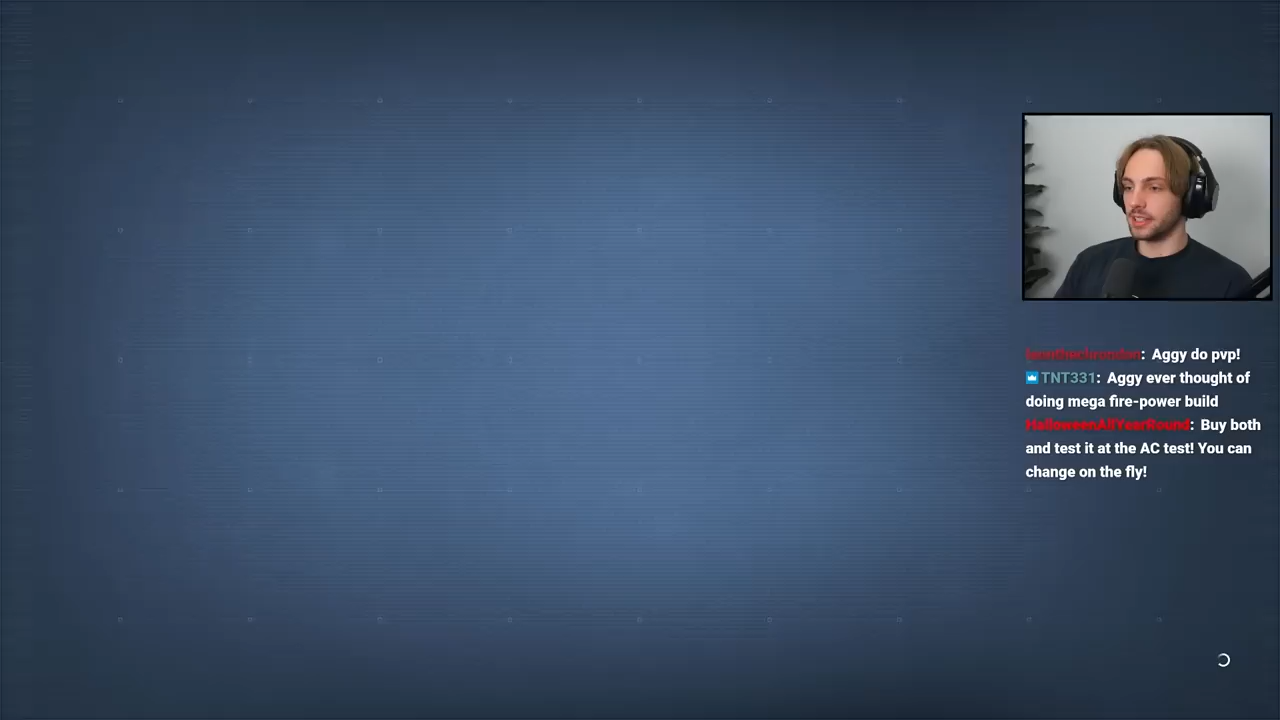 : Aggy do pvp!
TNT331: Aggy ever thought of
doing mega fire-power build
HalloweenAllYearRound: Buy both
and test it at the AC test! You can
change on the fly!